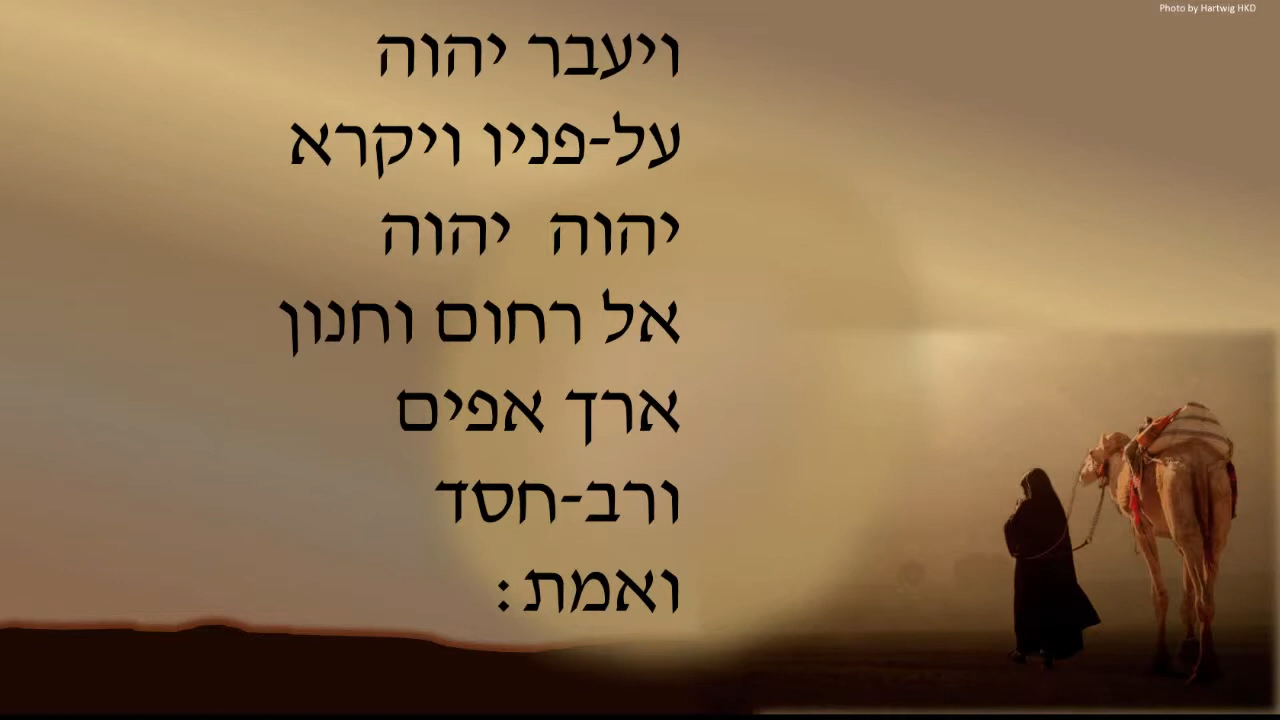 Photo by Hartwig HKD
ויעבר יהוה
על-פניו ויקרא
יהוה  יהוה
אל רחום וחנון
ארך אפים
ורב-חסד
ואמת :